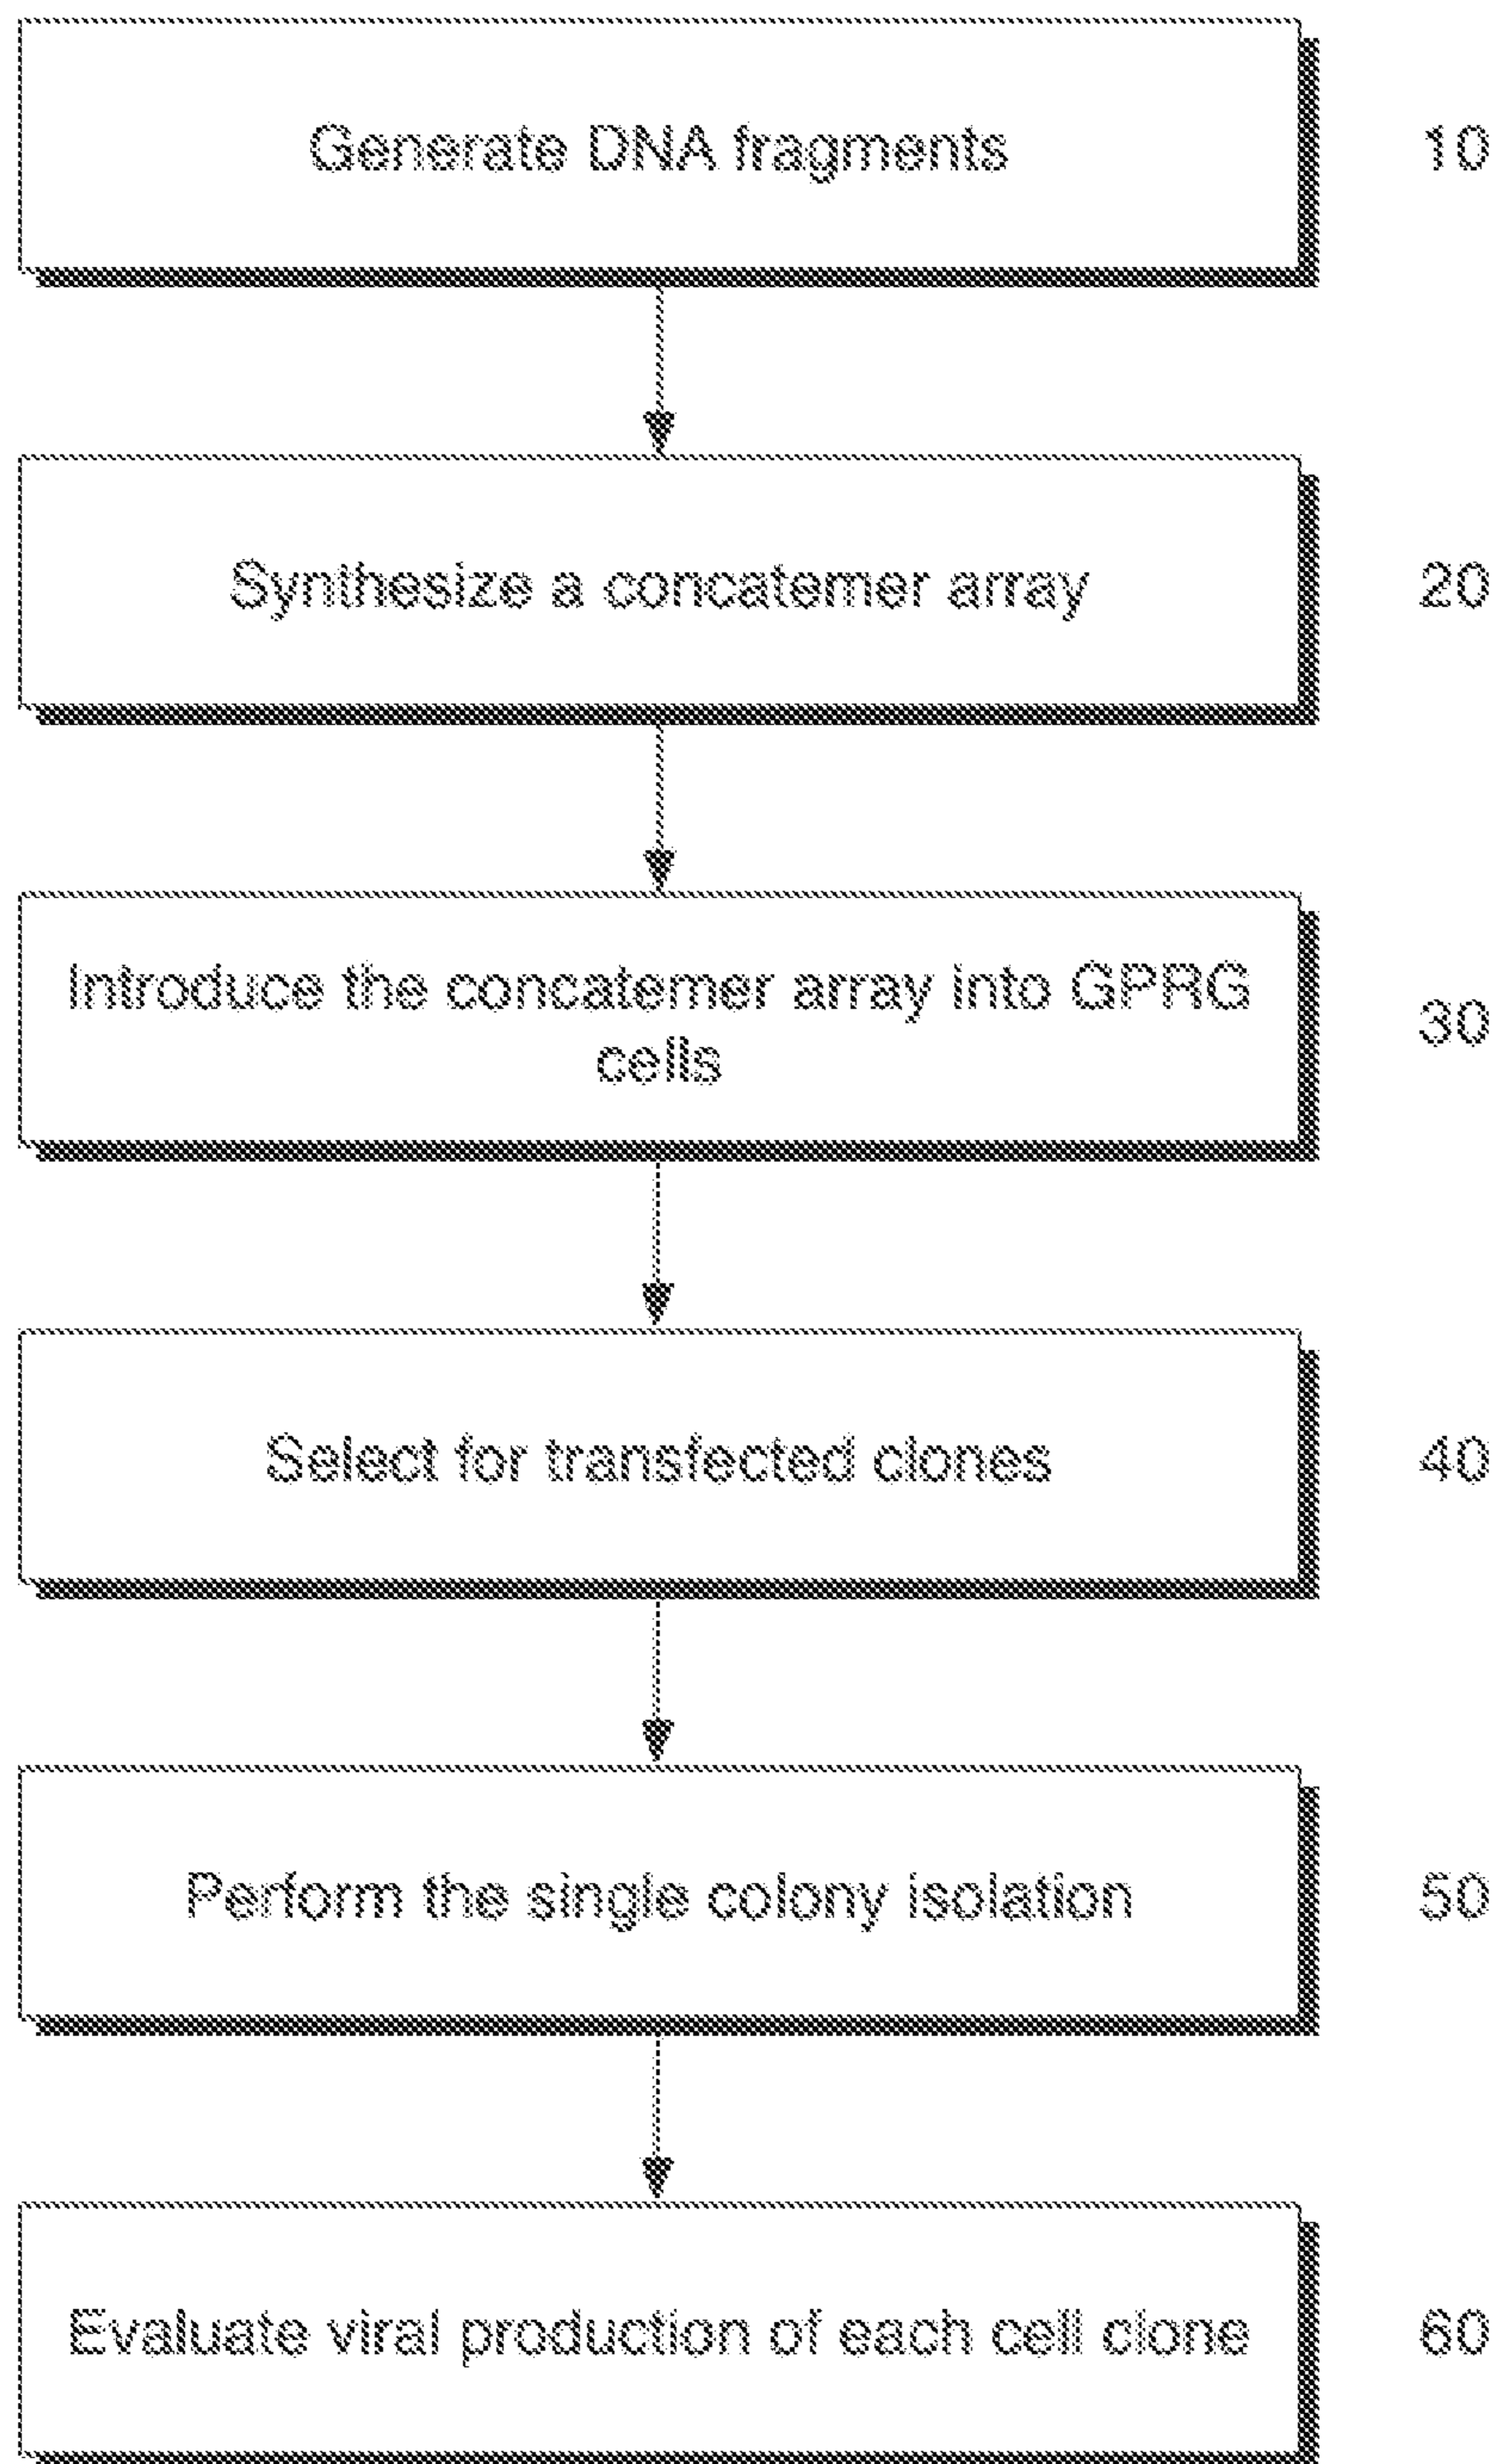 Generate DNA fragments
10
Synthesize a concatemer array
20
Introduce the concatemer array into GPRG
cells
30
Select for transfected clones
40
Perform the single colony isolation
50
Evaluate viral production of each cell clone
60